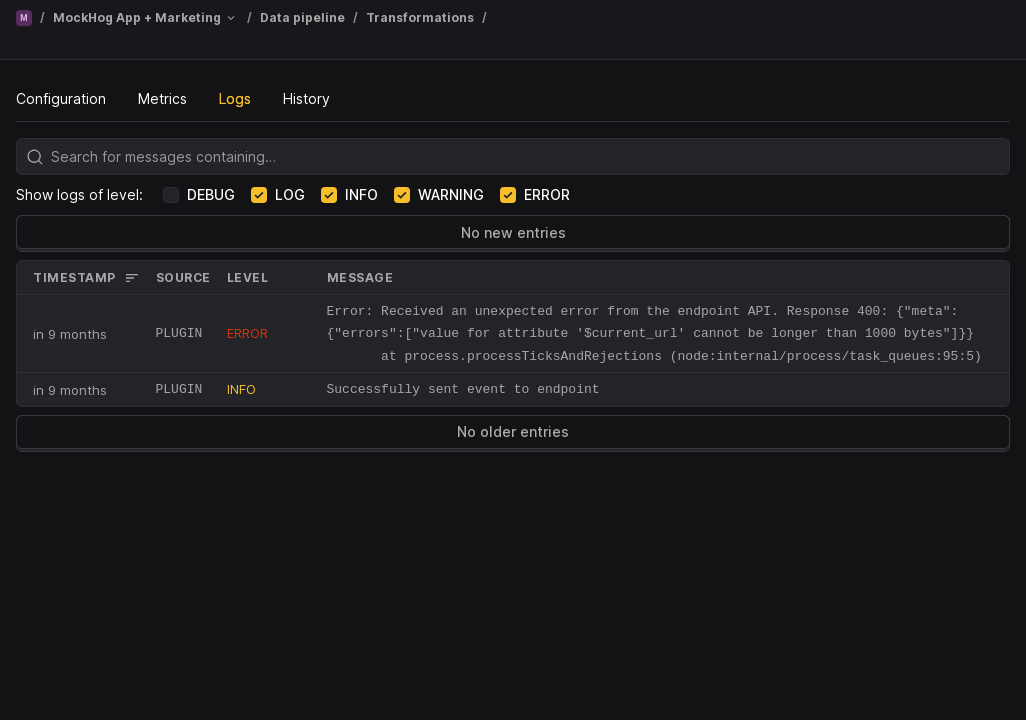 M / MockHog App + Marketing / Data pipeline / Transformations /
Configuration Metrics Logs History
Search for messages containing...
Show logs of level: DEBUG LOG INFO WARNING ERROR
No new entries
TIMESTAMP SOURCE LEVEL MESSAGE
in 9 months PLUGIN ERROR Error: Received an unexpected error from the endpoint API. Response 400: {"meta":
{"errors":["value for attribute '$current_url' cannot be longer than 1000 bytes"]}}
at process.processTicksAndRejections (node:internal/process/task_queues:95:5)
in 9 months PLUGIN INFO Successfully sent event to endpoint
No older entries